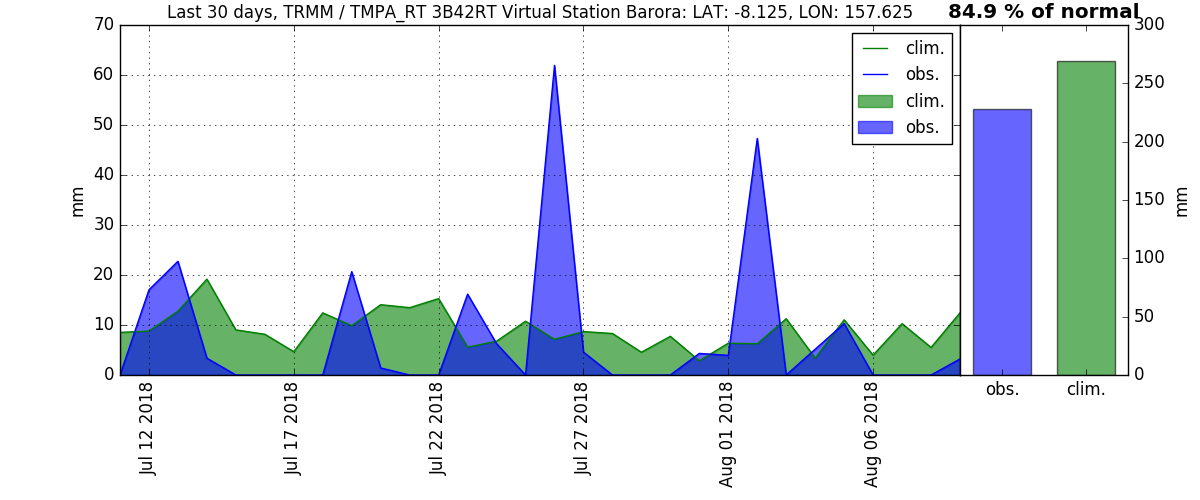 Last 30 days, TRMM / TMPA_RT 3B42RT Virtual Station Barora: LAT: -8.125, LON: 157.625
84.9 % of normal
70
60
50
40
30
20
10
0
mm
clim.
obs.
clim.
obs.
Jul 12 2018
Jul 17 2018
Jul 22 2018
Jul 27 2018
Aug 01 2018
Aug 06 2018
300
250
200
150
100
50
0
mm
obs.
clim.